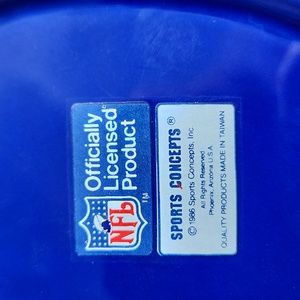 Officially
Licensed
Product
NFL
TM
SPORTS CONCEPTS ®
© 1986 Sports Concepts, Inc.
All Rights Reserved
Phoenix, Arizona U.S.A.
QUALITY PRODUCTS MADE IN TAIWAN